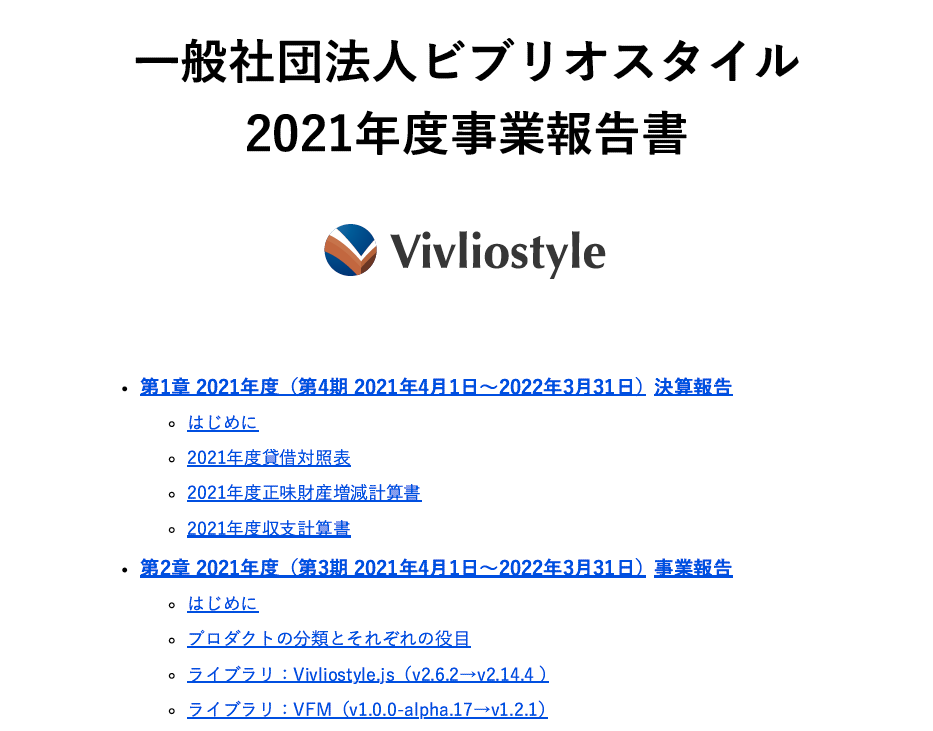 一般社団法人ビブリオスタイル
2021年度事業報告書
Vivliostyle
第1章 2021年度（第4期 2021年4月1日〜2022年3月31日）決算報告
はじめに
2021年度貸借対照表
2021年度正味財産増減計算書
2021年度収支計算書
第2章 2021年度（第3期 2021年4月1日〜2022年3月31日）事業報告
はじめに
プロダクトの分類とそれぞれの役目
ライブラリ：Vivliostyle.js（v2.6.2→v2.14.4 ）
ライブラリ：VFM（v1.0.0-alpha.17→v1.2.1）